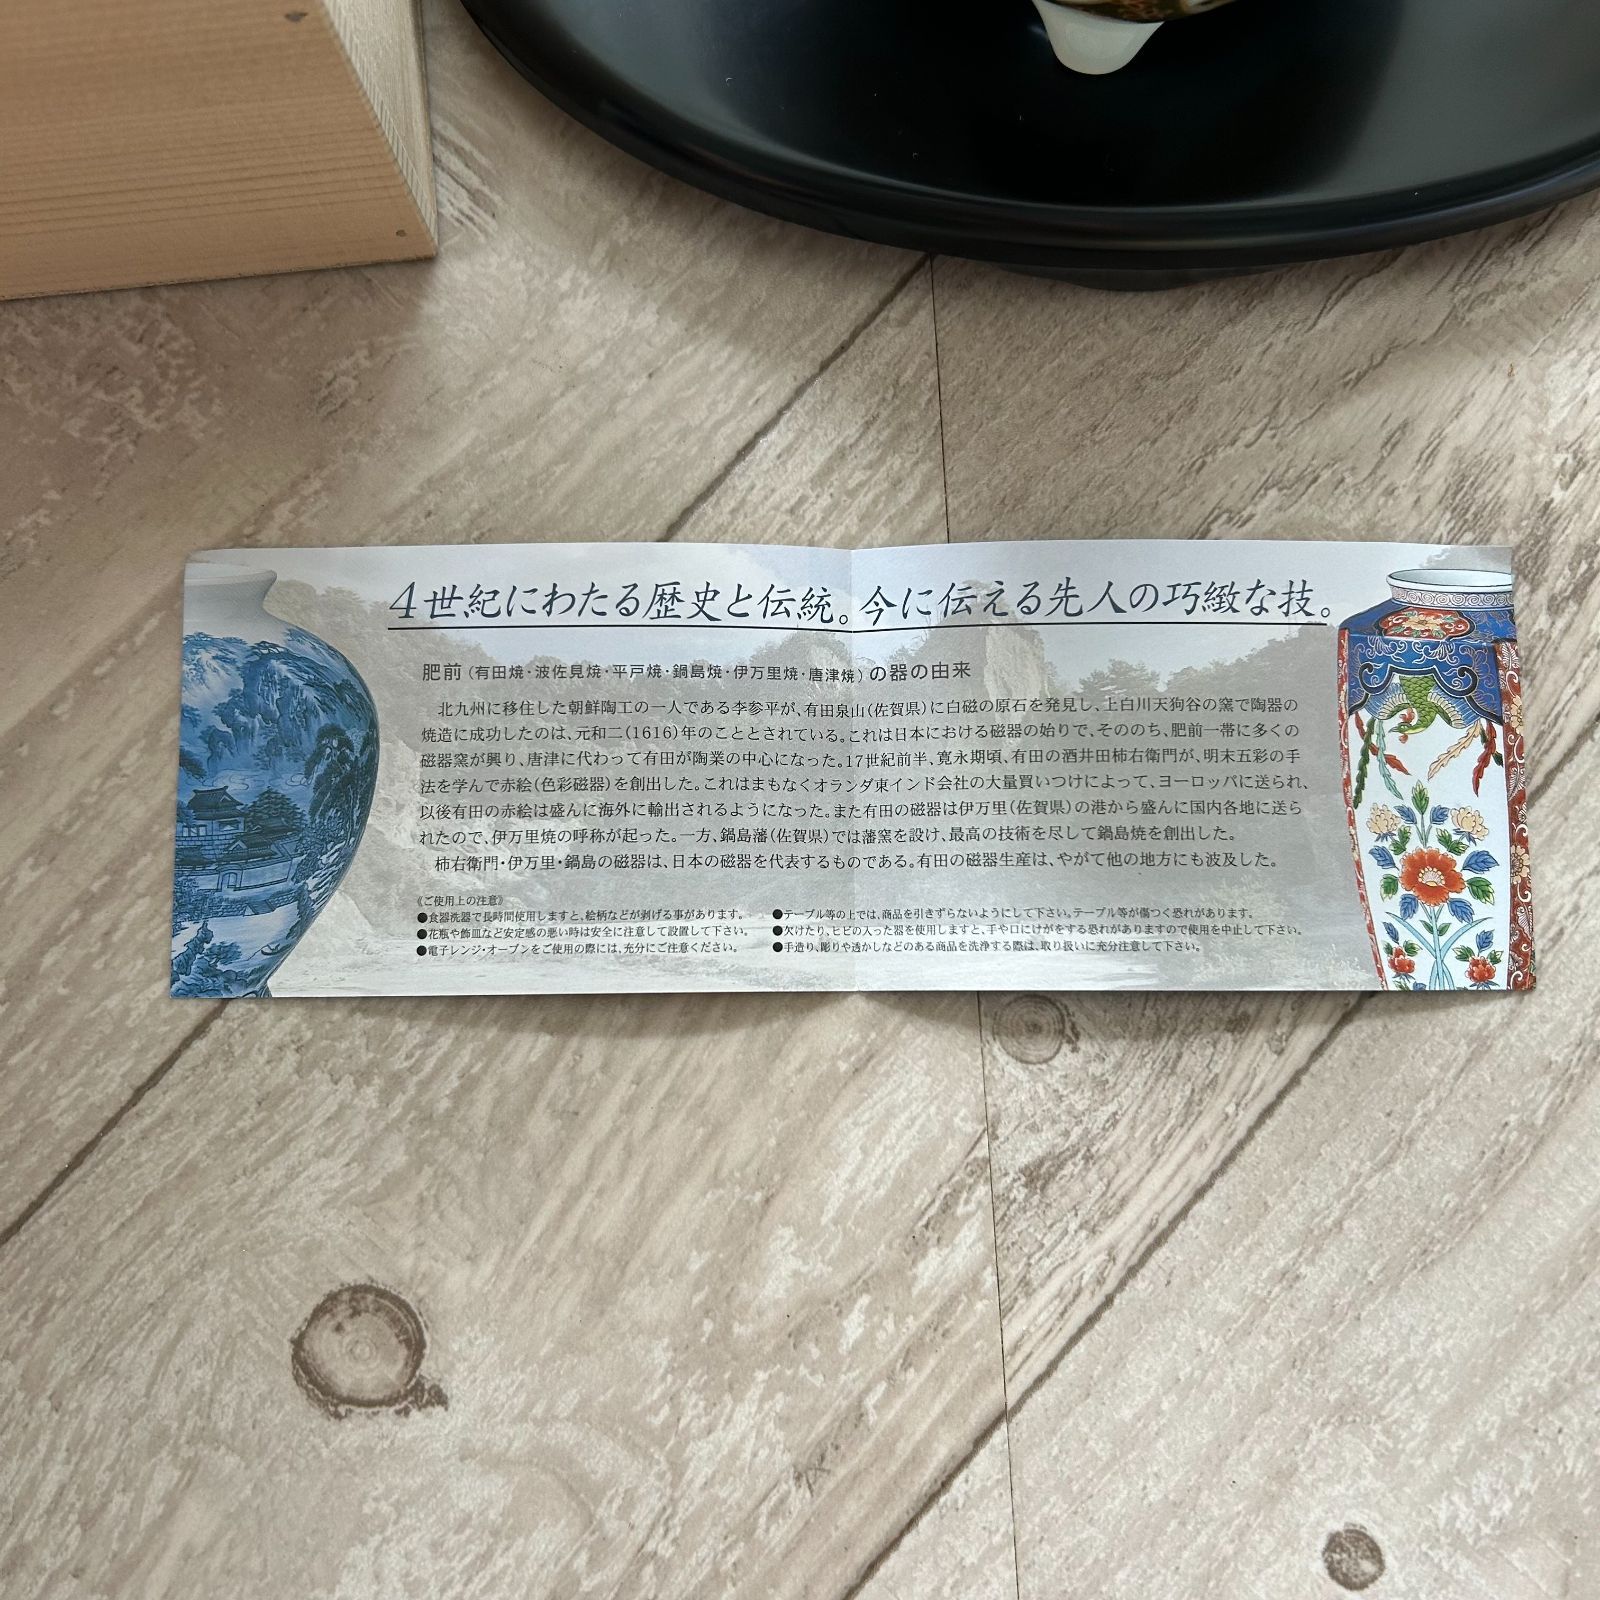 4世紀にわたる歴史と伝統。今に伝える先人の巧緻な技。
肥前(有田焼・波佐見焼・平戸焼・鍋島焼・伊万里焼・唐津焼)の器の由来
北九州に移住した朝鮮陶工の一人である李参平が、有田泉山(佐賀県)に白磁の原石を発見し、上白川天狗谷の窯で陶器の
焼造に成功したのは、元和二(1616)年のこととされている。これは日本における磁器の始りで、そののち、肥前一帯に多くの
磁器窯が興り、唐津に代わって有田が陶業の中心になった。17世紀前半、寛永期頃、有田の酒井田柿右衛門が、明末五彩の手
法を学んで赤絵(色彩磁器)を創出した。これはまもなくオランダ東インド会社の大量買いつけによって、ヨーロッパに送られ、
以後有田の赤絵は盛んに海外に輸出されるようになった。また有田の磁器は伊万里(佐賀県)の港から盛んに国内各地に送ら
れたので、伊万里焼の呼称が起った。一方、鍋島藩(佐賀県)では藩窯を設け、最高の技術を尽して鍋島焼を創出した。
柿右衛門・伊万里・鍋島の磁器は、日本の磁器を代表するものである。有田の磁器生産は、やがて他の地方にも波及した。
《ご使用上の注意》
●食器洗器で長時間使用しますと、絵柄などが剥げる事があります。
●花瓶や飾皿など安定感の悪い時は安全に注意して設置して下さい。
●電子レンジ・オーブンをご使用の際には、充分にご注意ください。
●テーブル等の上では、商品を引きずらないようにして下さい。テーブル等が傷つく恐れがあります。
●欠けたり、ヒビの入った器を使用しますと、手や口にけがをする恐れがありますので使用を中止して下さい。
●手造り、彫りや透かしなどのある商品を洗浄する際は、取り扱いに充分注意して下さい。